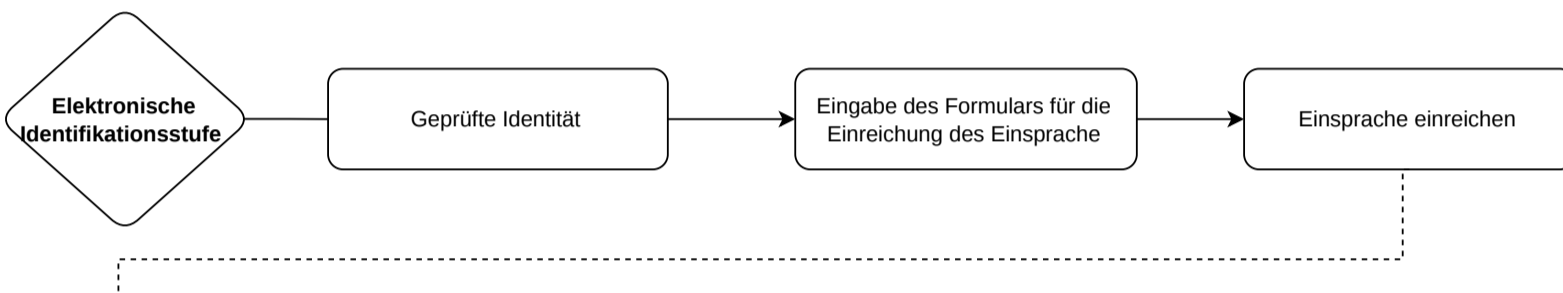 Elektronische
Identifikationsstufe
Geprüfte Identität
Eingabe des Formulars für die
Einreichung des Einsprache
Einsprache einreichen